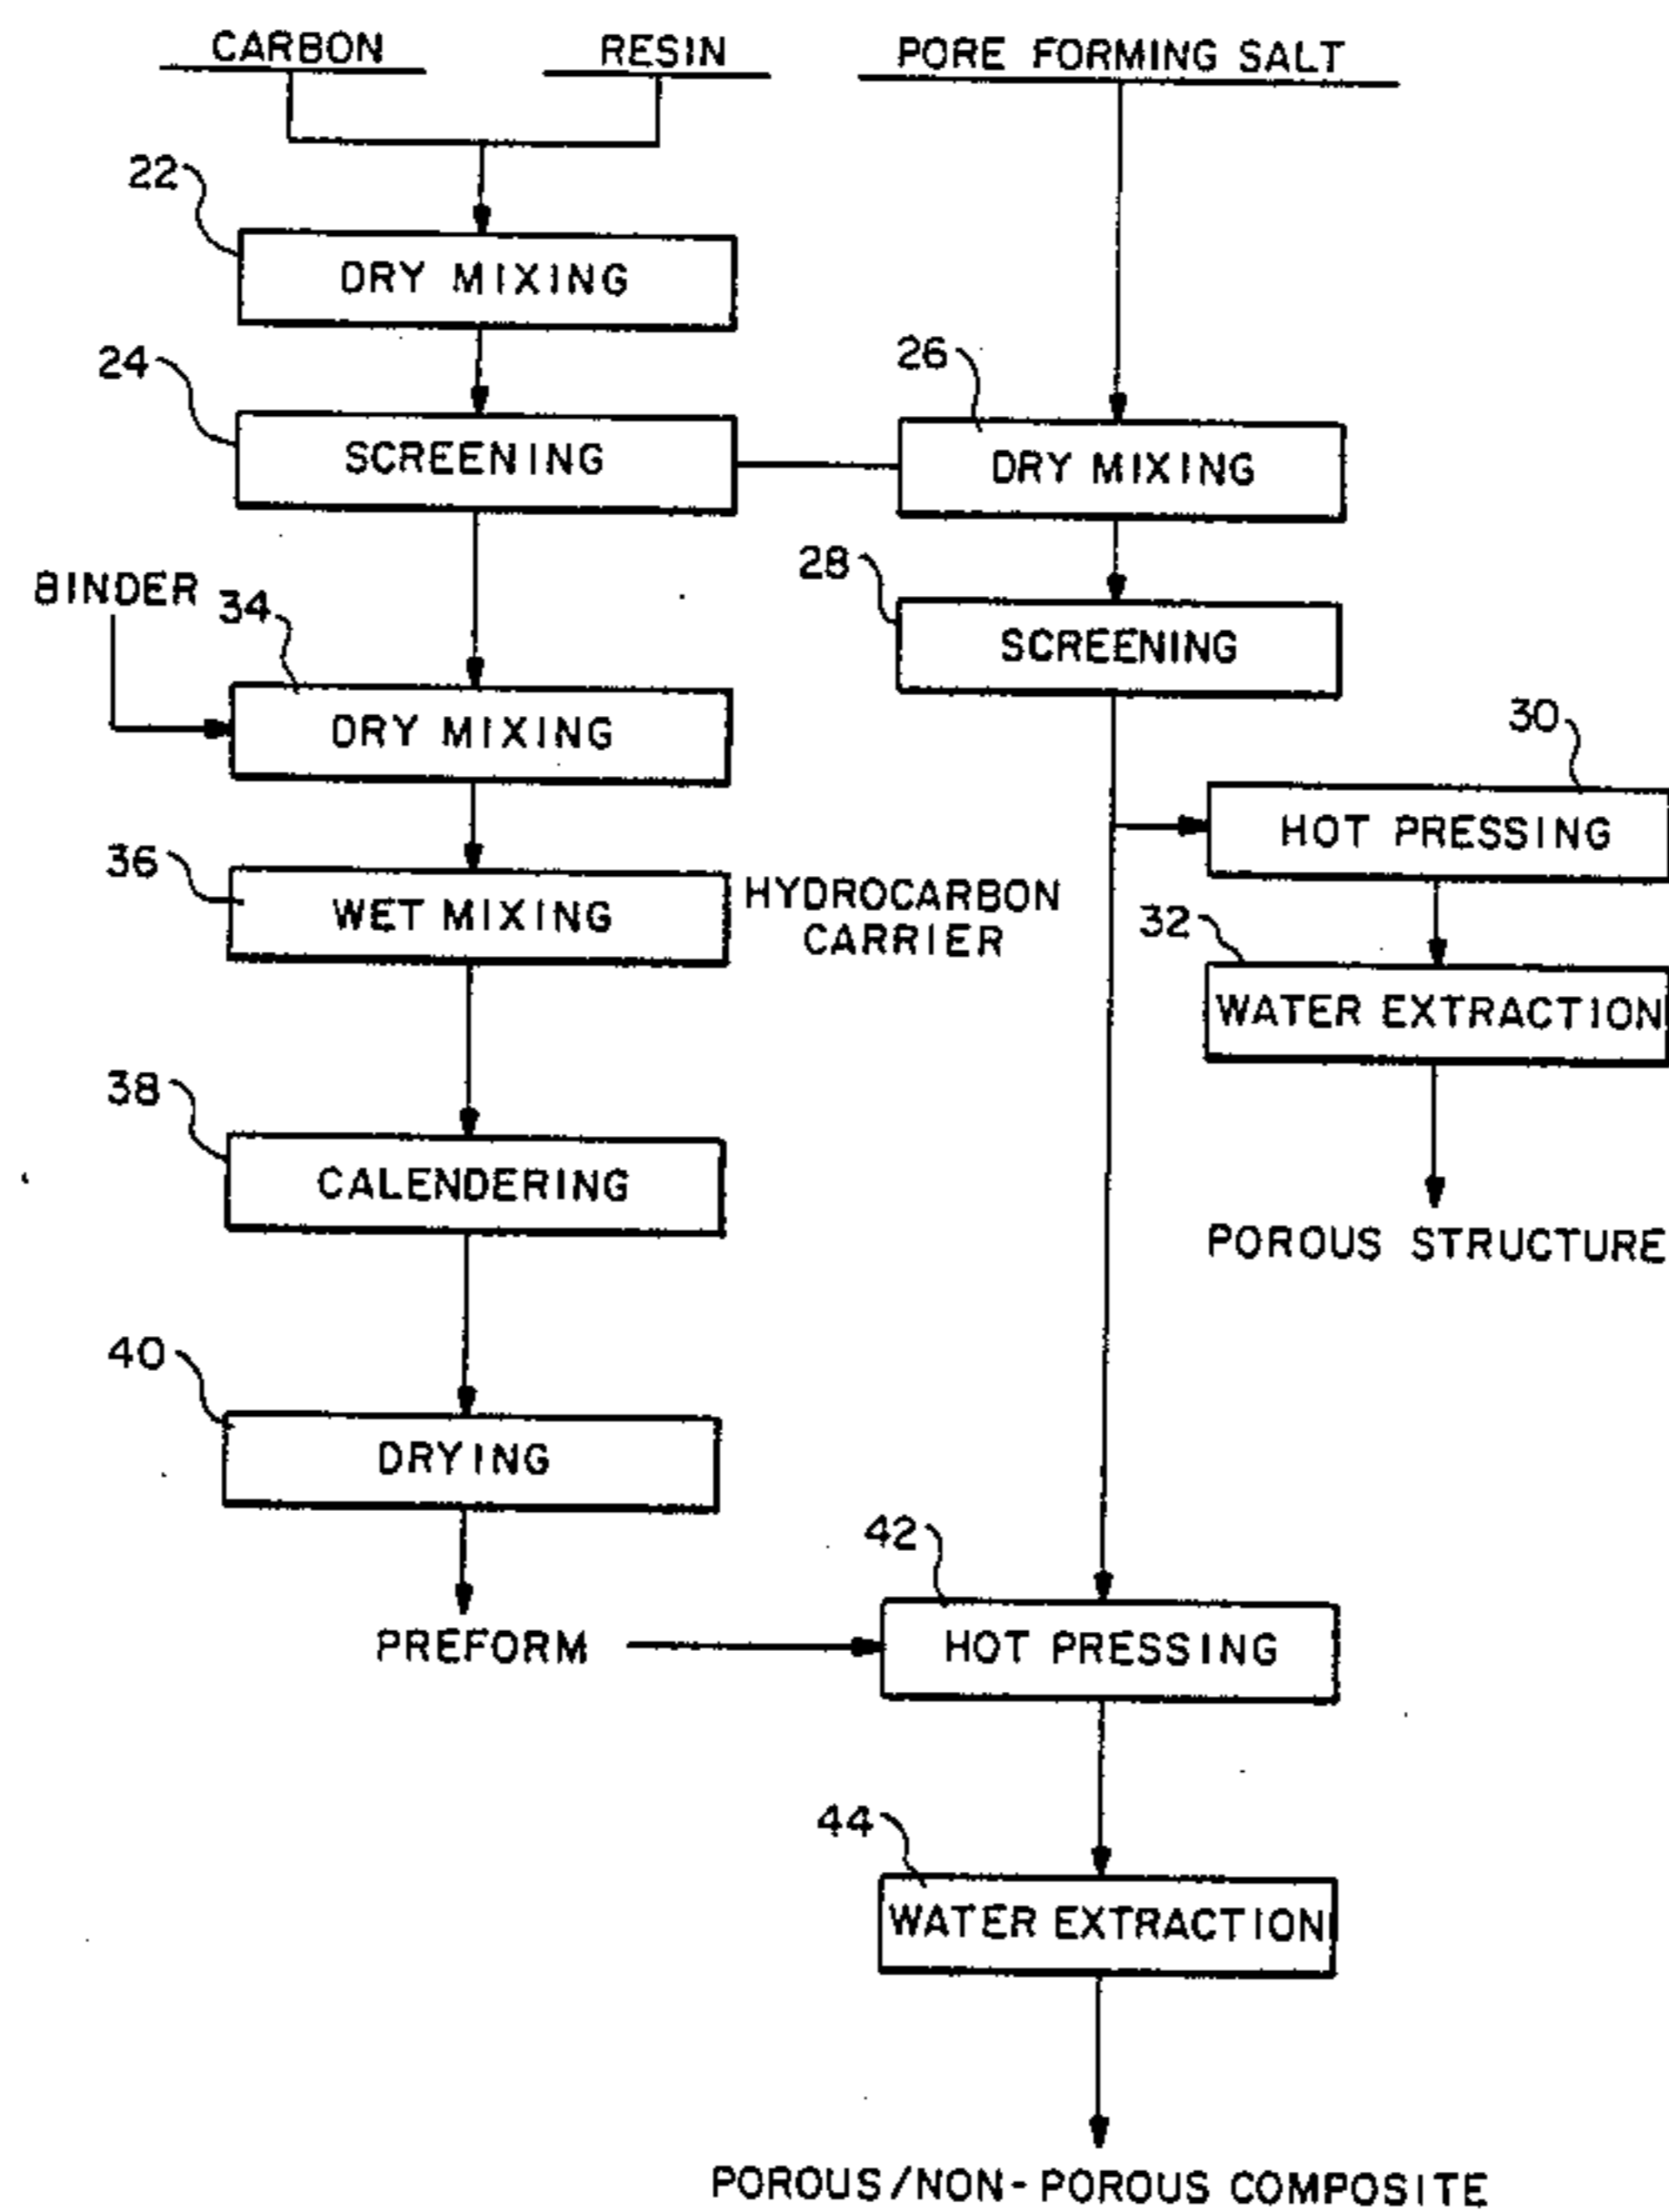 CARBON
RESIN
PORE FORMING SALT
22
DRY MIXING
24
SCREENING
26
DRY MIXING
28
SCREENING
BINDER
34
DRY MIXING
30
HOT PRESSING
36
WET MIXING
HYDROCARBON
CARRIER
32
WATER EXTRACTION
38
CALENDERING
POROUS STRUCTURE
40
DRYING
PREFORM
42
HOT PRESSING
44
WATER EXTRACTION
POROUS/NON-POROUS COMPOSITE